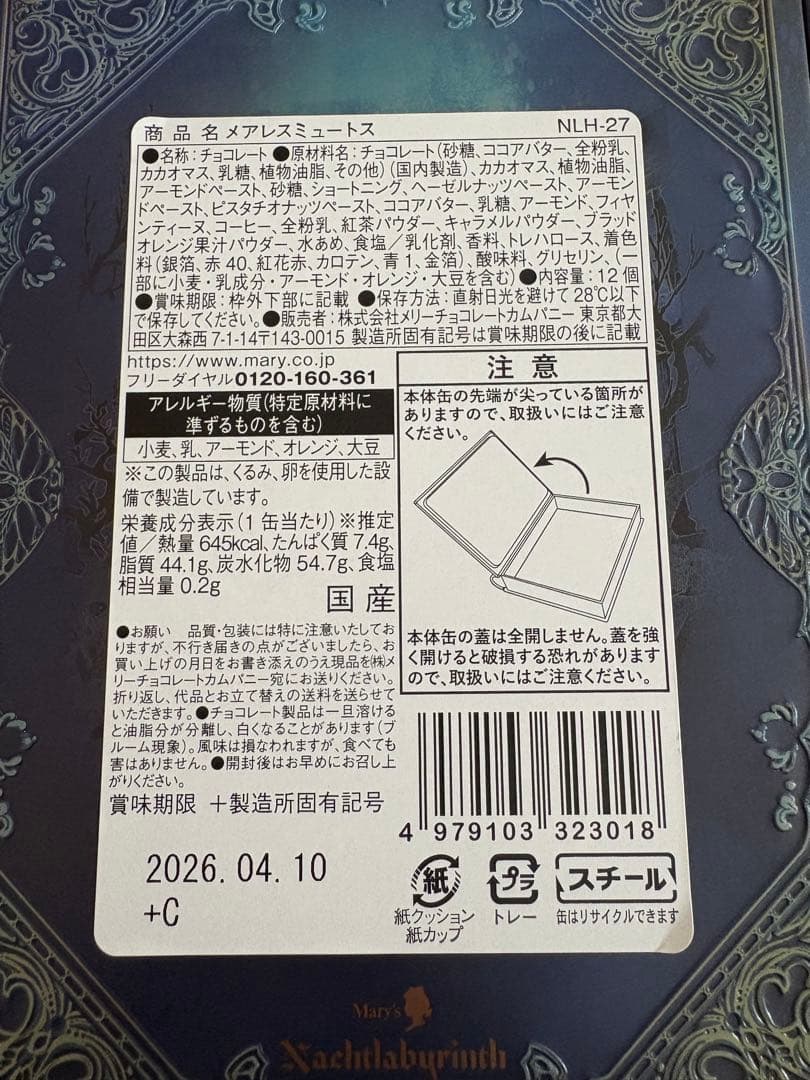 商品名 メアレスミュートス NLH-27
●名称：チョコレート ●原材料名：チョコレート（砂糖、ココアバター、全粉乳、
カカオマス、乳糖、植物油脂、その他）（国内製造）、カカオマス、植物油脂、
アーモンドペースト、砂糖、ショートニング、ヘーゼルナッツペースト、アーモン
ドペースト、ピスタチオナッツペースト、ココアバター、乳糖、アーモンド、フィヤ
ンティーヌ、コーヒー、全粉乳、紅茶パウダー、キャラメルパウダー、ブラッド
オレンジ果汁パウダー、水あめ、食塩／乳化剤、香料、トレハロース、着色
料（銀箔、赤40、紅花赤、カロテン、青1、金箔）、酸味料、グリセリン、（一
部に小麦・乳成分・アーモンド・オレンジ・大豆を含む）●内容量：12個
●賞味期限：枠外下部に記載 ●保存方法：直射日光を避けて28℃以下
で保存してください。●販売者：株式会社メリーチョコレートカムパニー 東京都大
田区大森西7-1-14〒143-0015 製造所固有記号は賞味期限の後に記載
https://www.mary.co.jp
フリーダイヤル0120-160-361
アレルギー物質（特定原材料に
準ずるものを含む）
小麦、乳、アーモンド、オレンジ、大豆
※この製品は、くるみ、卵を使用した設
備で製造しています。
栄養成分表示（1缶当たり）※推定
値／熱量 645kcal、たんぱく質 7.4g、
脂質 44.1g、炭水化物 54.7g、食塩
相当量 0.2g
国産
注意
本体缶の先端が尖っている箇所が
ありますので、取扱いにはご注意
ください。
本体缶の蓋は全開しません。蓋を強
く開けると破損する恐れがあります
ので、取扱いにはご注意ください。
●お願い 品質・包装には特に注意いたしてお
りますが、不行き届きの点がございましたら、お
買い上げの月日をお書き添えのうえ現品を㈱メ
リーチョコレートカムパニー宛にお送りください。
折り返し、代品とお立て替えの送料を送らせて
いただきます。●チョコレート製品は一旦溶ける
と油脂分が分離し、白くなることがあります（ブ
ルーム現象）。風味は損なわれますが、食べても
害はありません。●開封後はお早めにお召し上
がりください。
賞味期限 ＋製造所固有記号
2026.04.10
+C
4 979103 323018
紙
紙クッション
紙カップ
プラ
トレー
スチール
缶はリサイクルできます
Mary's
Nachtlabyrinth